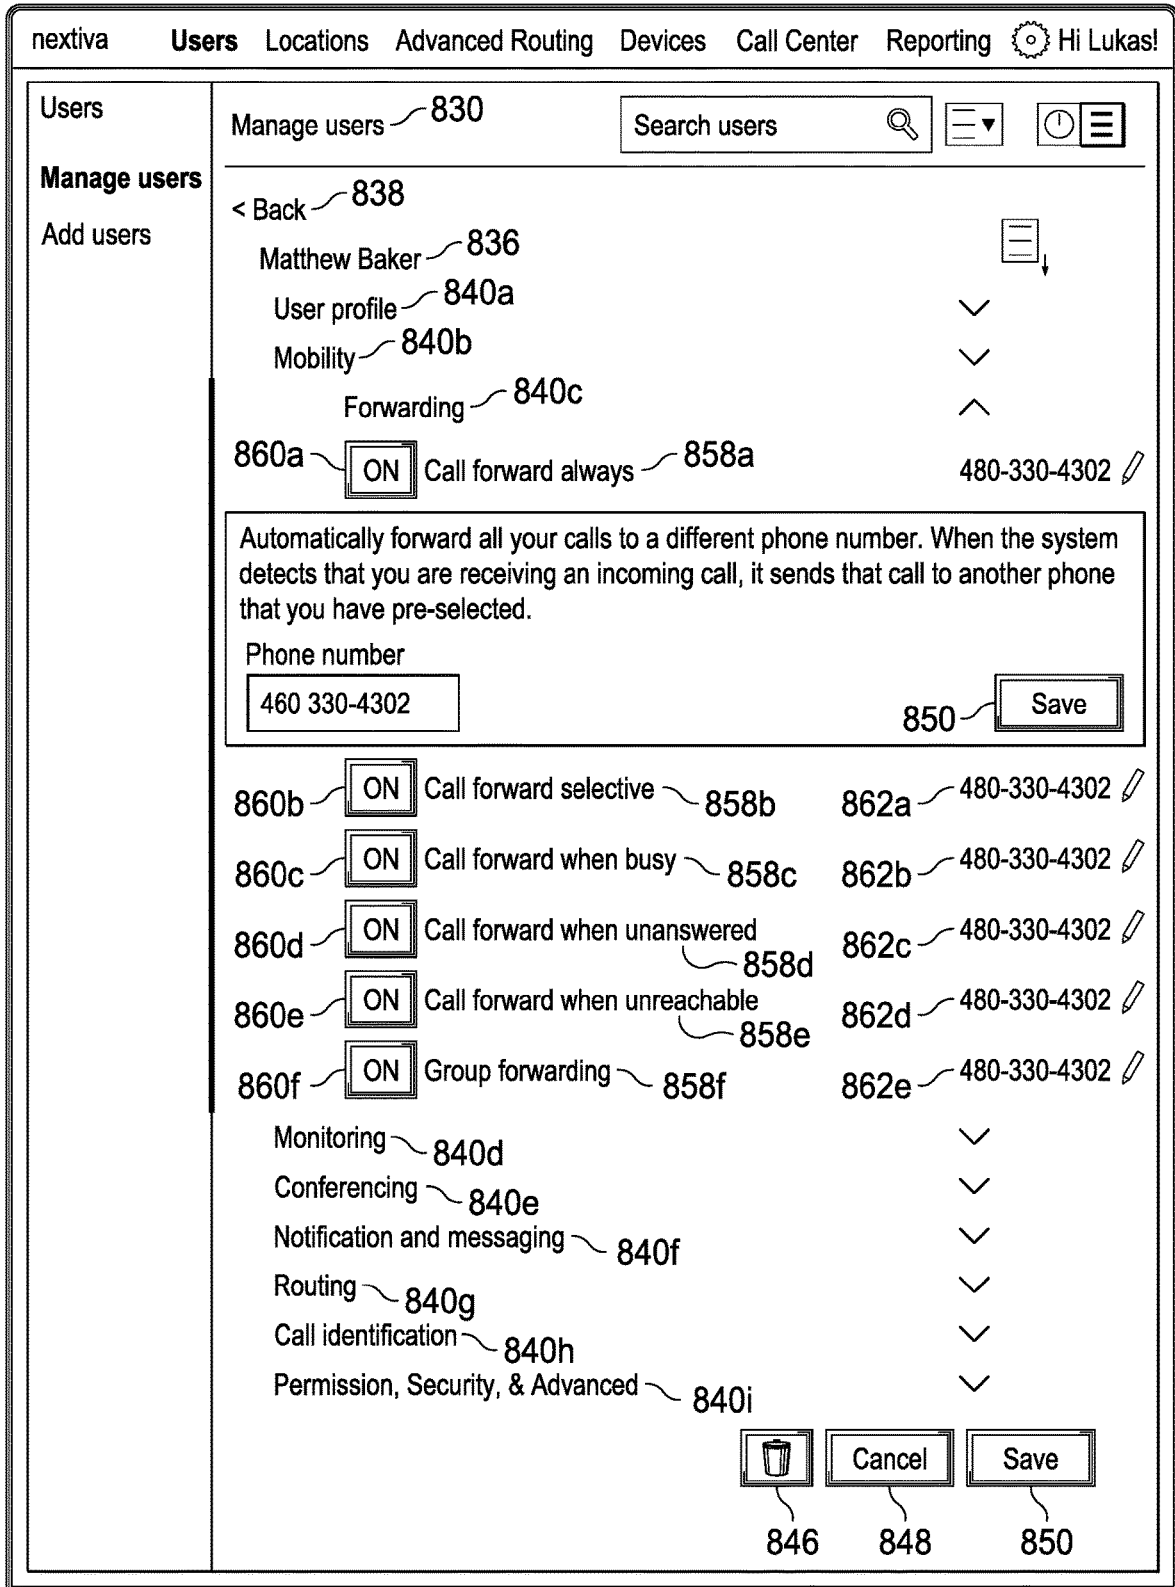 nextiva Users Locations Advanced Routing Devices Call Center Reporting Hi Lukas!
Users
Manage users
Add users
Manage users 830 Search users
< Back 838
Matthew Baker 836
User profile 840a
Mobility 840b
Forwarding 840c
860a ON Call forward always 858a 480-330-4302
Automatically forward all your calls to a different phone number. When the system
detects that you are receiving an incoming call, it sends that call to another phone
that you have pre-selected.
Phone number
460 330-4302 850 Save
860b ON Call forward selective 858b 862a 480-330-4302
860c ON Call forward when busy 858c 862b 480-330-4302
860d ON Call forward when unanswered 858d 862c 480-330-4302
860e ON Call forward when unreachable 858e 862d 480-330-4302
860f ON Group forwarding 858f 862e 480-330-4302
Monitoring 840d
Conferencing 840e
Notification and messaging 840f
Routing 840g
Call identification 840h
Permission, Security, & Advanced 840i
Cancel Save
846 848 850